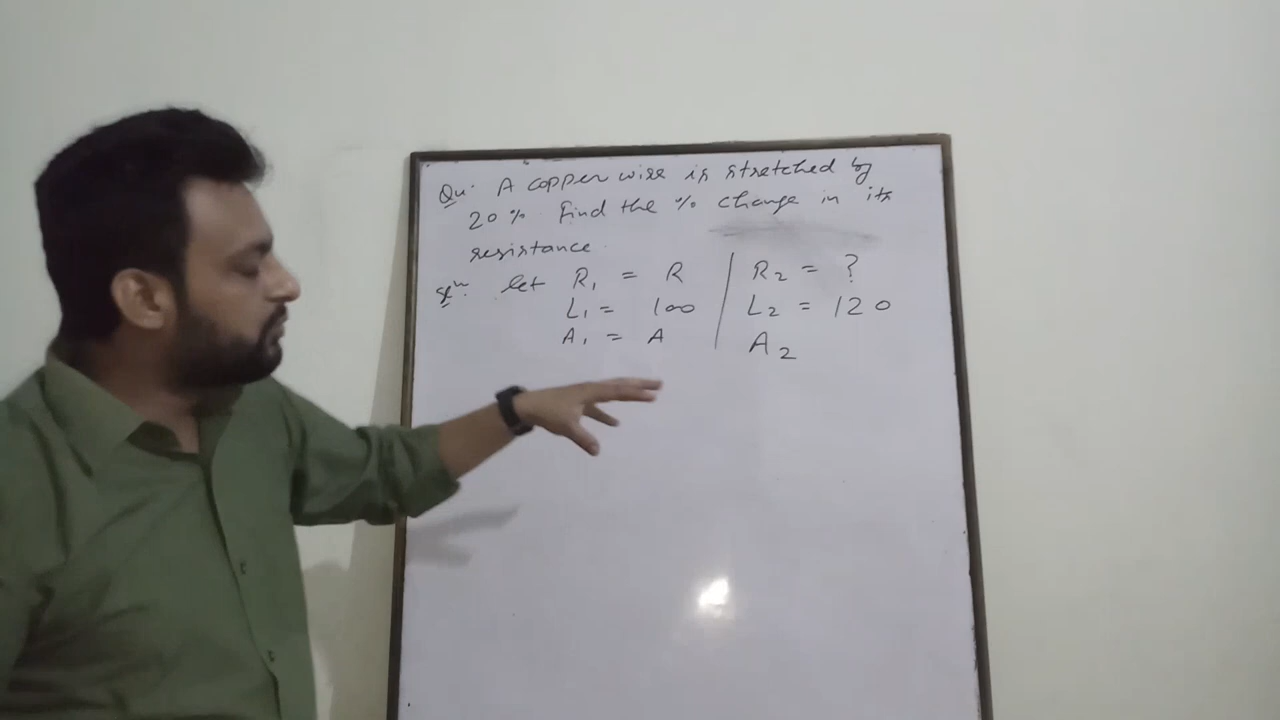 Qu. A copper wire is stretched by
20% Find the % change in its
resistance.
Solⁿ. let R₁ = R | R₂ = ?
L₁ = 100 | L₂ = 120
A₁ = A | A₂